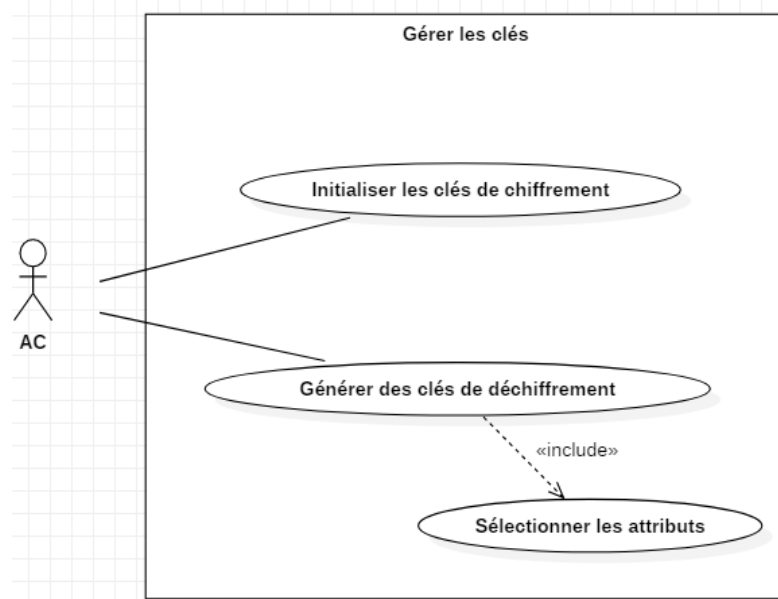 Gérer les clés
Initialiser les clés de chiffrement
AC
Générer des clés de déchiffrement
«include»
Sélectionner les attributs